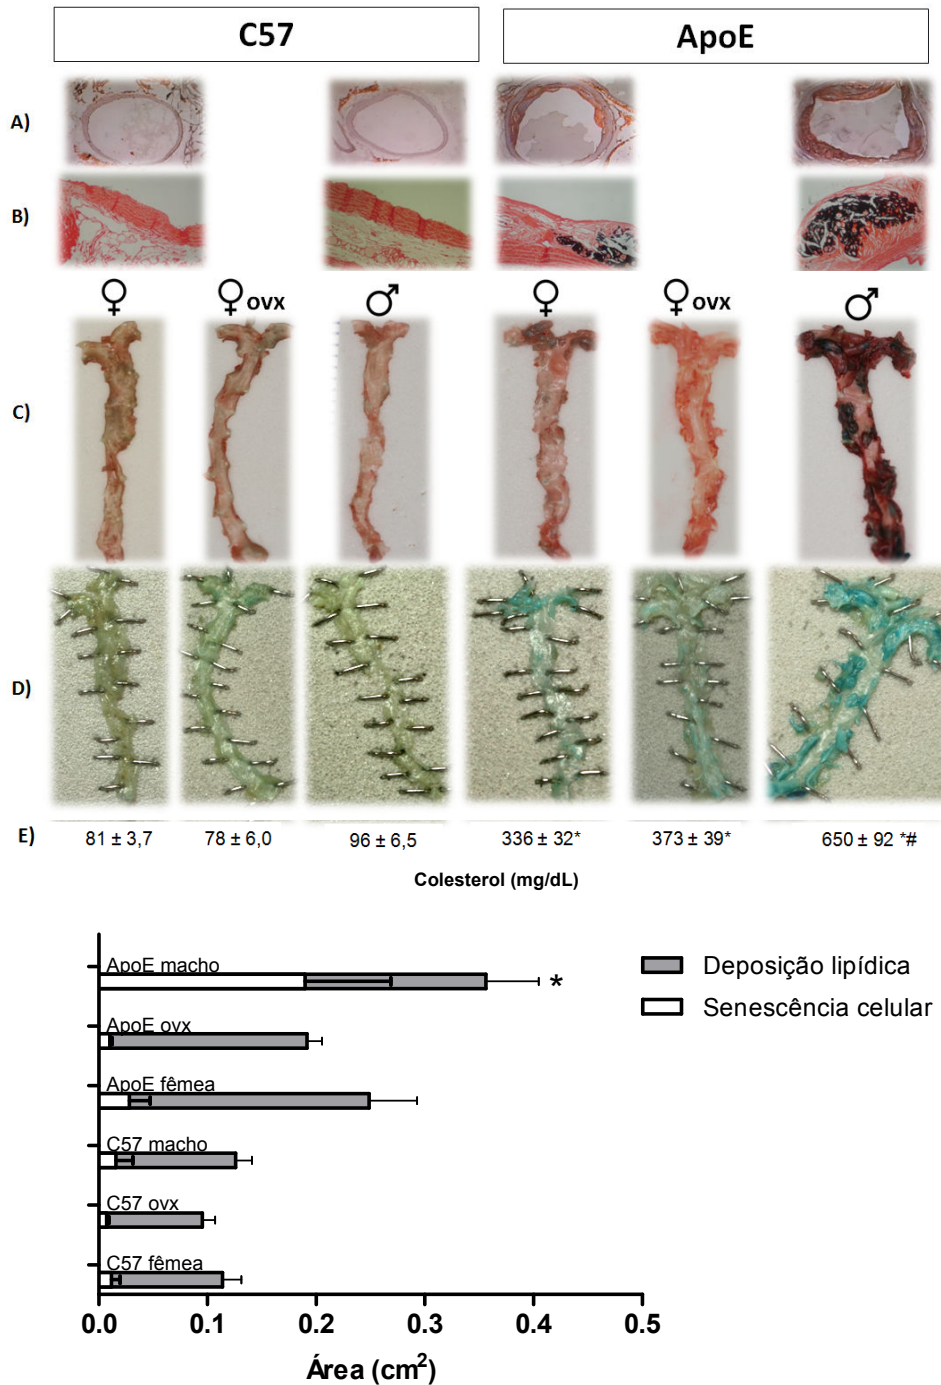 C57 ApoE
A)
B)
♀ ♀ovx ♂ ♀ ♀ovx ♂
C)
D)
E) 81 ± 3,7 78 ± 6,0 96 ± 6,5 336 ± 32* 373 ± 39* 650 ± 92 *#
Colesterol (mg/dL)
ApoE macho
*
ApoE ovx
ApoE fêmea
C57 macho
C57 ovx
C57 fêmea
Deposição lipídica
Senescência celular
0.0 0.1 0.2 0.3 0.4 0.5
Área (cm²)